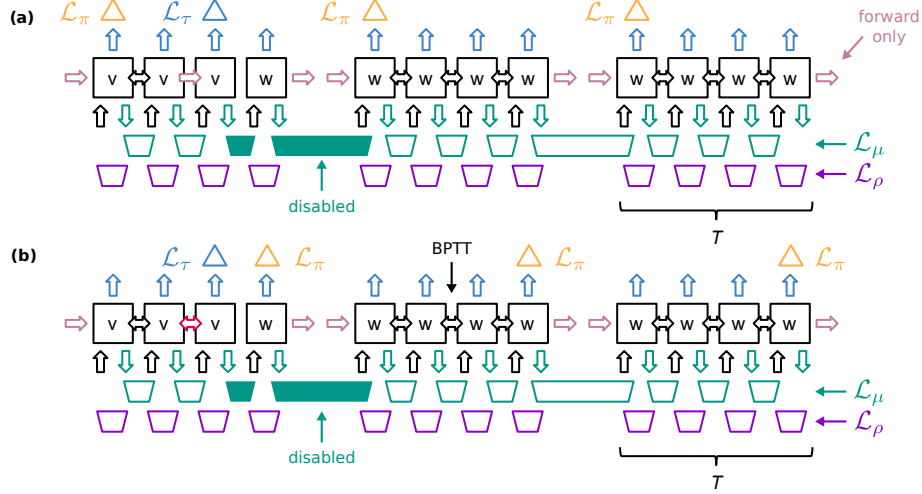 (a) ℒπ ℒτ ℒπ ℒπ forward
only
v v v w w w w w w w w w
ℒμ
ℒρ
disabled
T
(b) ℒτ ℒπ BPTT ℒπ ℒπ
v v v w w w w w w w w w
ℒμ
ℒρ
disabled
T